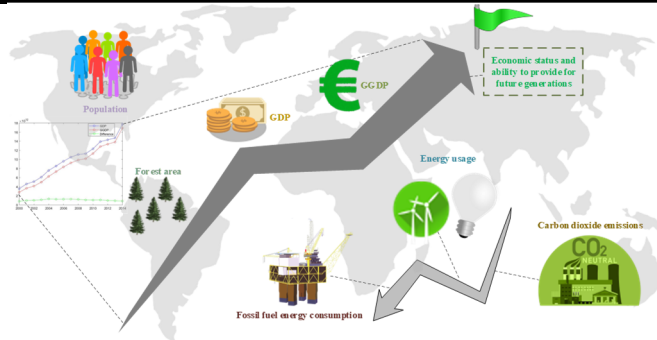 Economic status and
ability to provide for
future generations
GGDP
GDP
Population
Energy usage
Forest area
Carbon dioxide emissions
CO2
NEUTRAL
Fossil fuel energy consumption